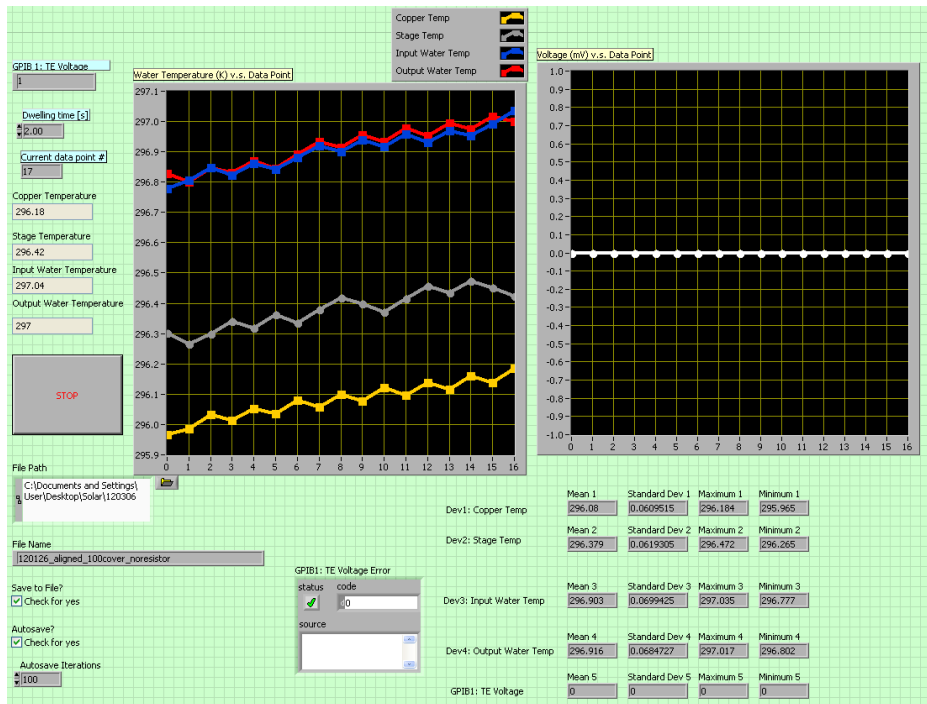 Copper Temp
Stage Temp
Input Water Temp
Output Water Temp
GPIB 1: TE Voltage
1
Dwelling time [s]
2.00
Current data point #
17
Copper Temperature
296.18
Stage Temperature
296.42
Input Water Temperature
297.04
Output Water Temperature
297
STOP
Water Temperature (K) v.s. Data Point
297.1
297.0
296.9
296.8
296.7
296.6
296.5
296.4
296.3
296.2
296.1
296.0
295.9
0 1 2 3 4 5 6 7 8 9 10 11 12 13 14 15 16
Voltage (mV) v.s. Data Point
1.0
0.9
0.8
0.7
0.6
0.5
0.4
0.3
0.2
0.1
0.0
-0.1
-0.2
-0.3
-0.4
-0.5
-0.6
-0.7
-0.8
-0.9
-1.0
0 1 2 3 4 5 6 7 8 9 10 11 12 13 14 15 16
File Path
C:\Documents and Settings\
User\Desktop\Solar\120306
File Name
120126_aligned_100cover_noresistor
Save to File?
Check for yes
Autosave?
Check for yes
Autosave Iterations
100
GPIB1: TE Voltage Error
status code
0
source
Mean 1 Standard Dev 1 Maximum 1 Minimum 1
Dev1: Copper Temp 296.08 0.0609515 296.184 295.965
Mean 2 Standard Dev 2 Maximum 2 Minimum 2
Dev2: Stage Temp 296.379 0.0619305 296.472 296.265
Mean 3 Standard Dev 3 Maximum 3 Minimum 3
Dev3: Input Water Temp 296.903 0.0699425 297.035 296.777
Mean 4 Standard Dev 4 Maximum 4 Minimum 4
Dev4: Output Water Temp 296.916 0.0684727 297.017 296.802
Mean 5 Standard Dev 5 Maximum 5 Minimum 5
GPIB1: TE Voltage 0 0 0 0